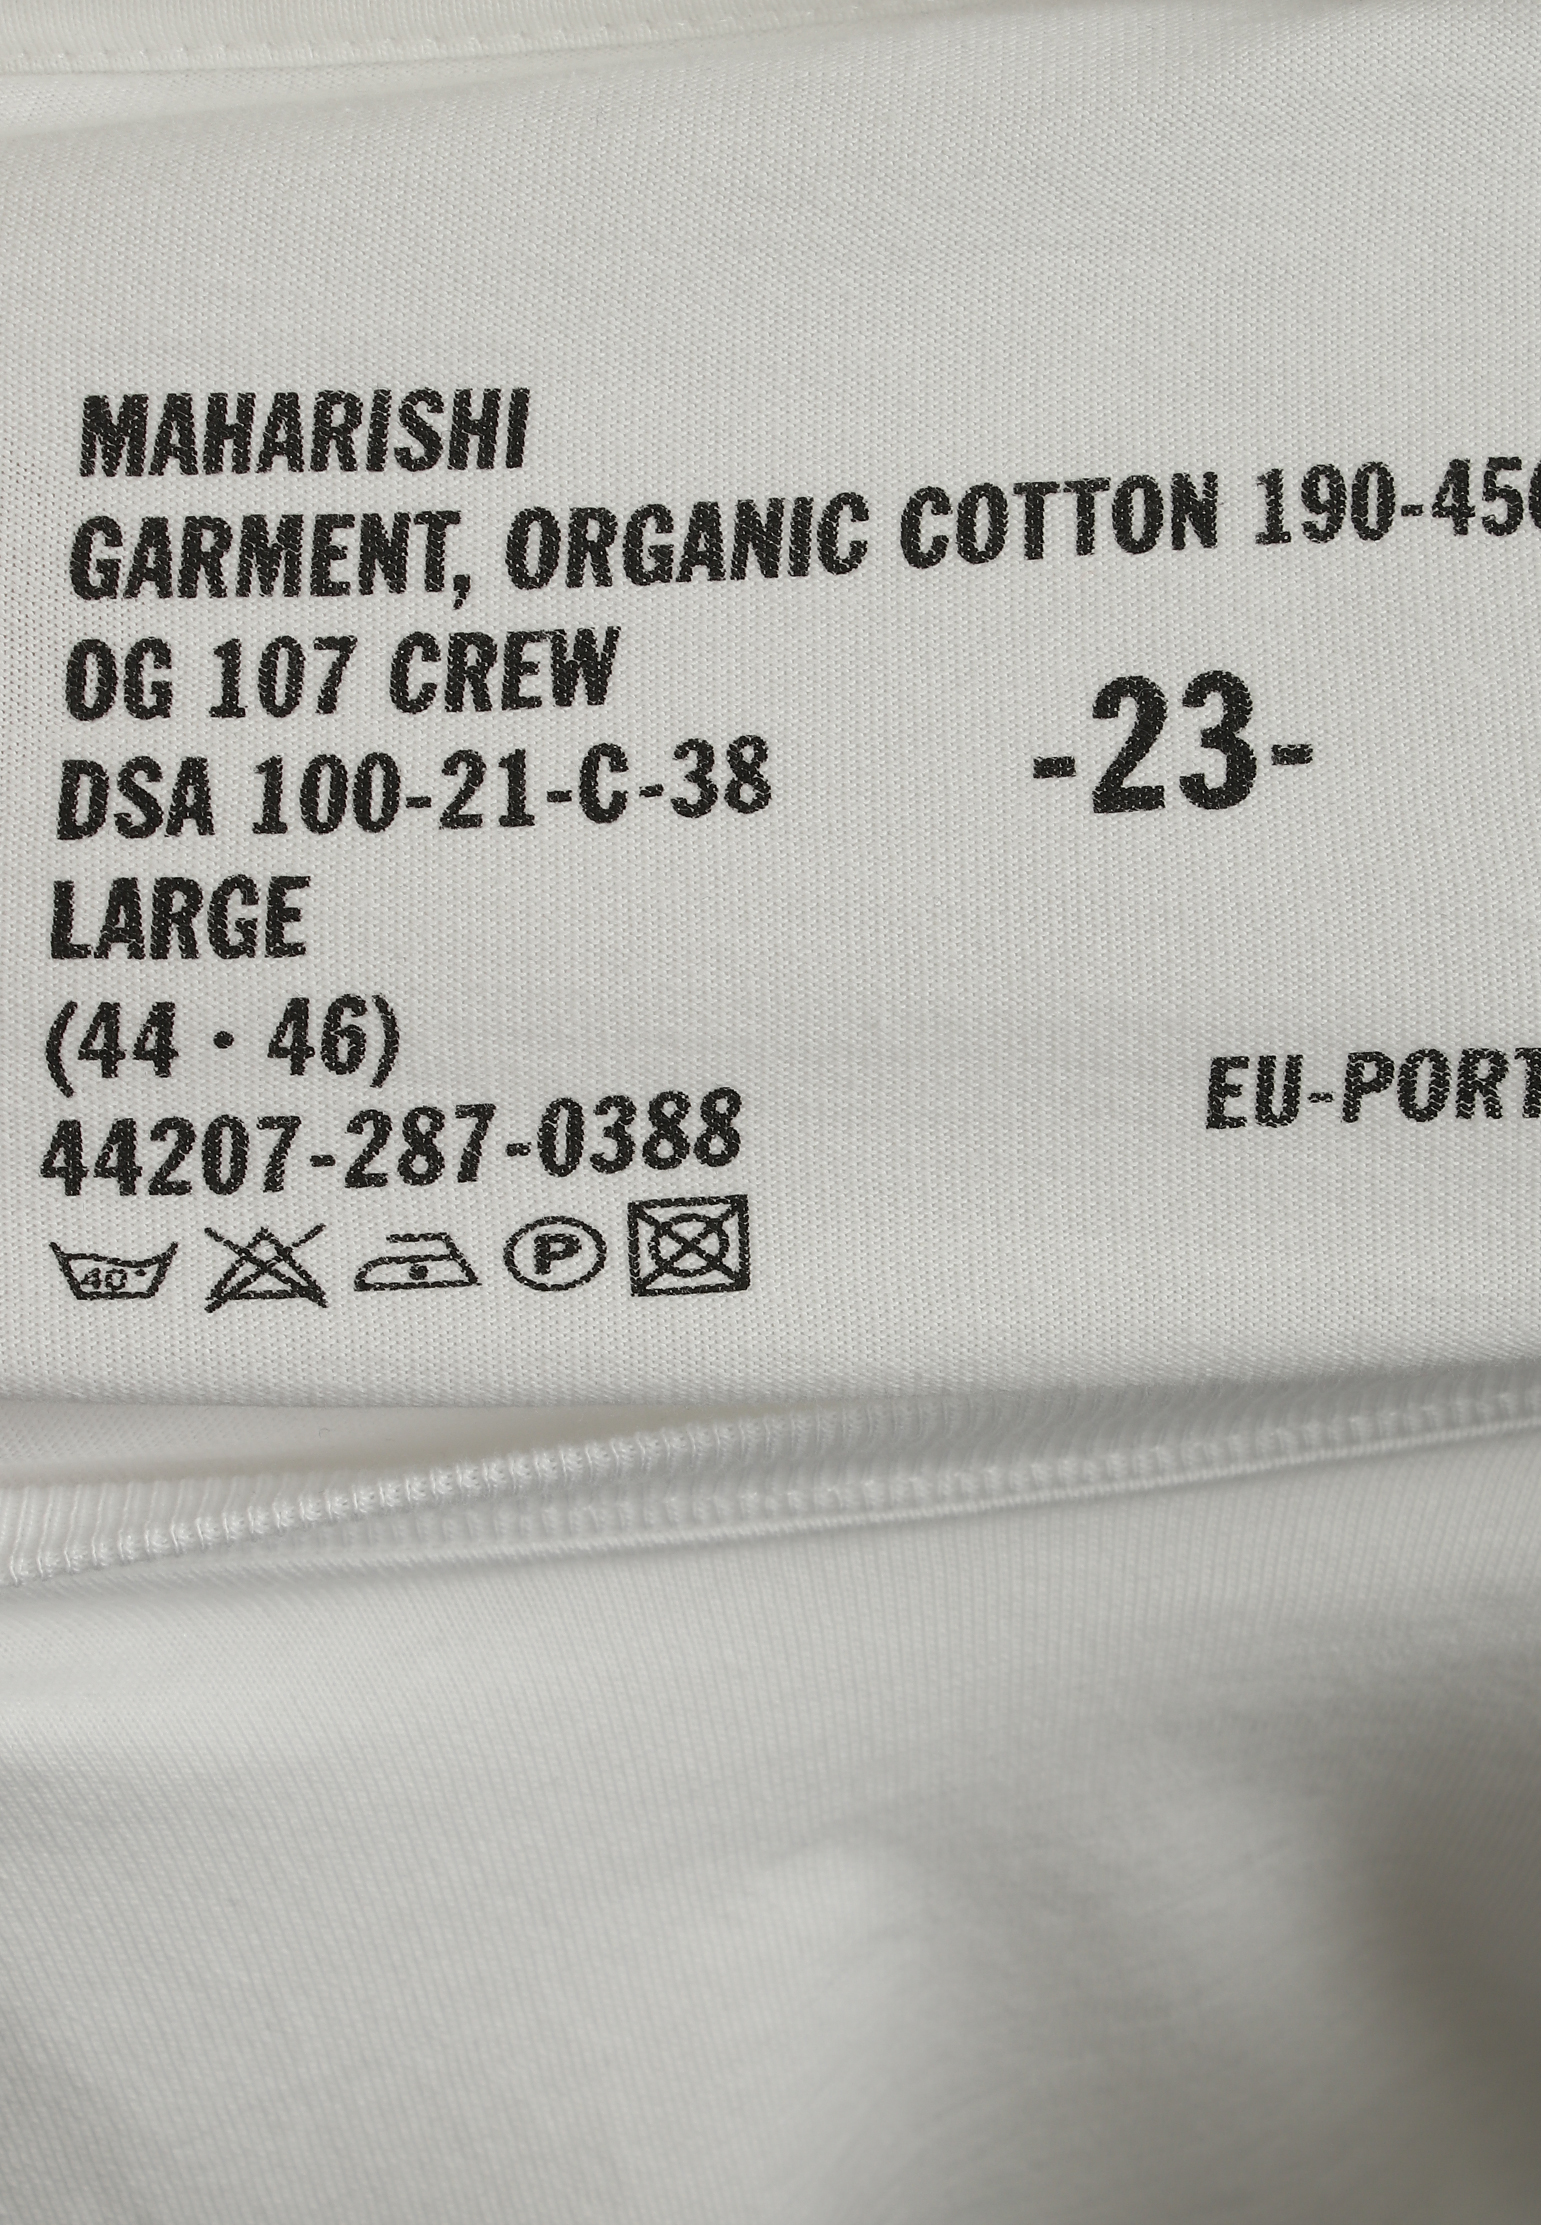 MAHARISHI
GARMENT, ORGANIC COTTON 190-450
OG 107 CREW
DSA 100-21-C-38
-23-
LARGE
(44 · 46)
EU-PORT
44207-287-0388
40°
P